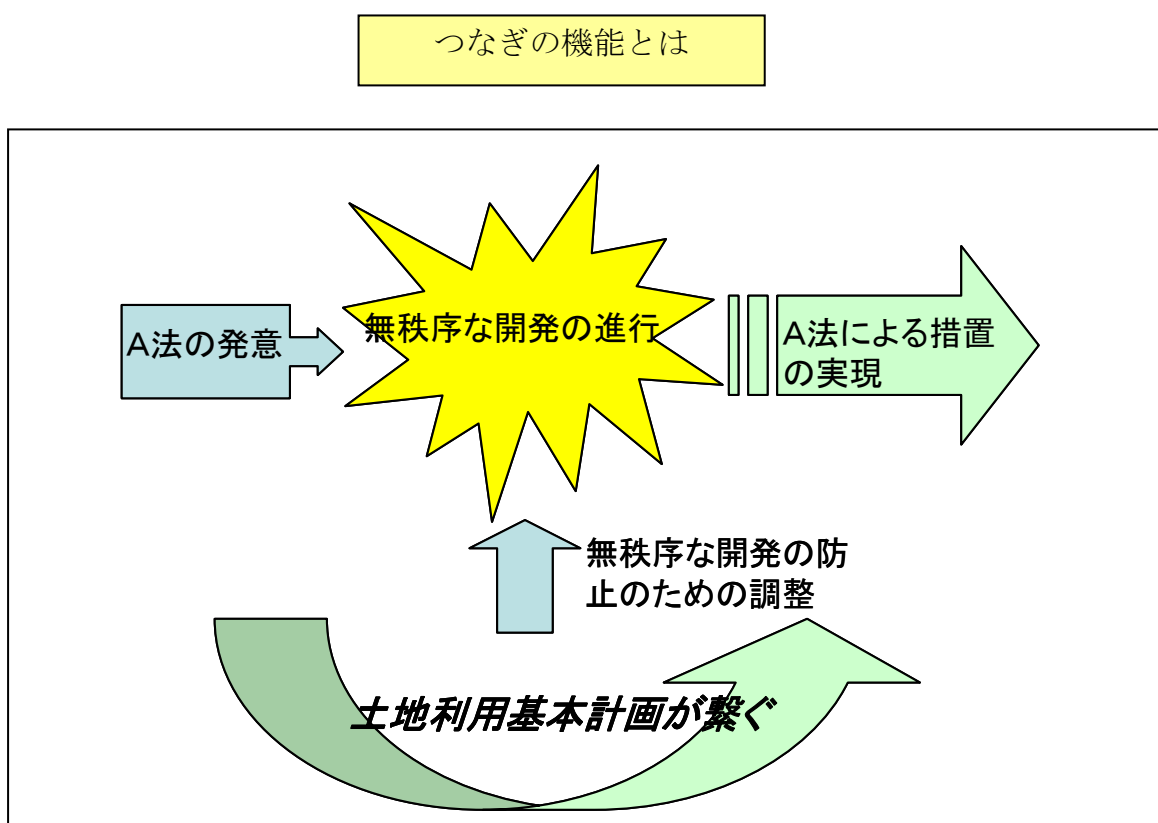 つなぎの機能とは
A法の発意
無秩序な開発の進行
A法による措置
の実現
無秩序な開発の防
止のための調整
土地利用基本計画が繋ぐ